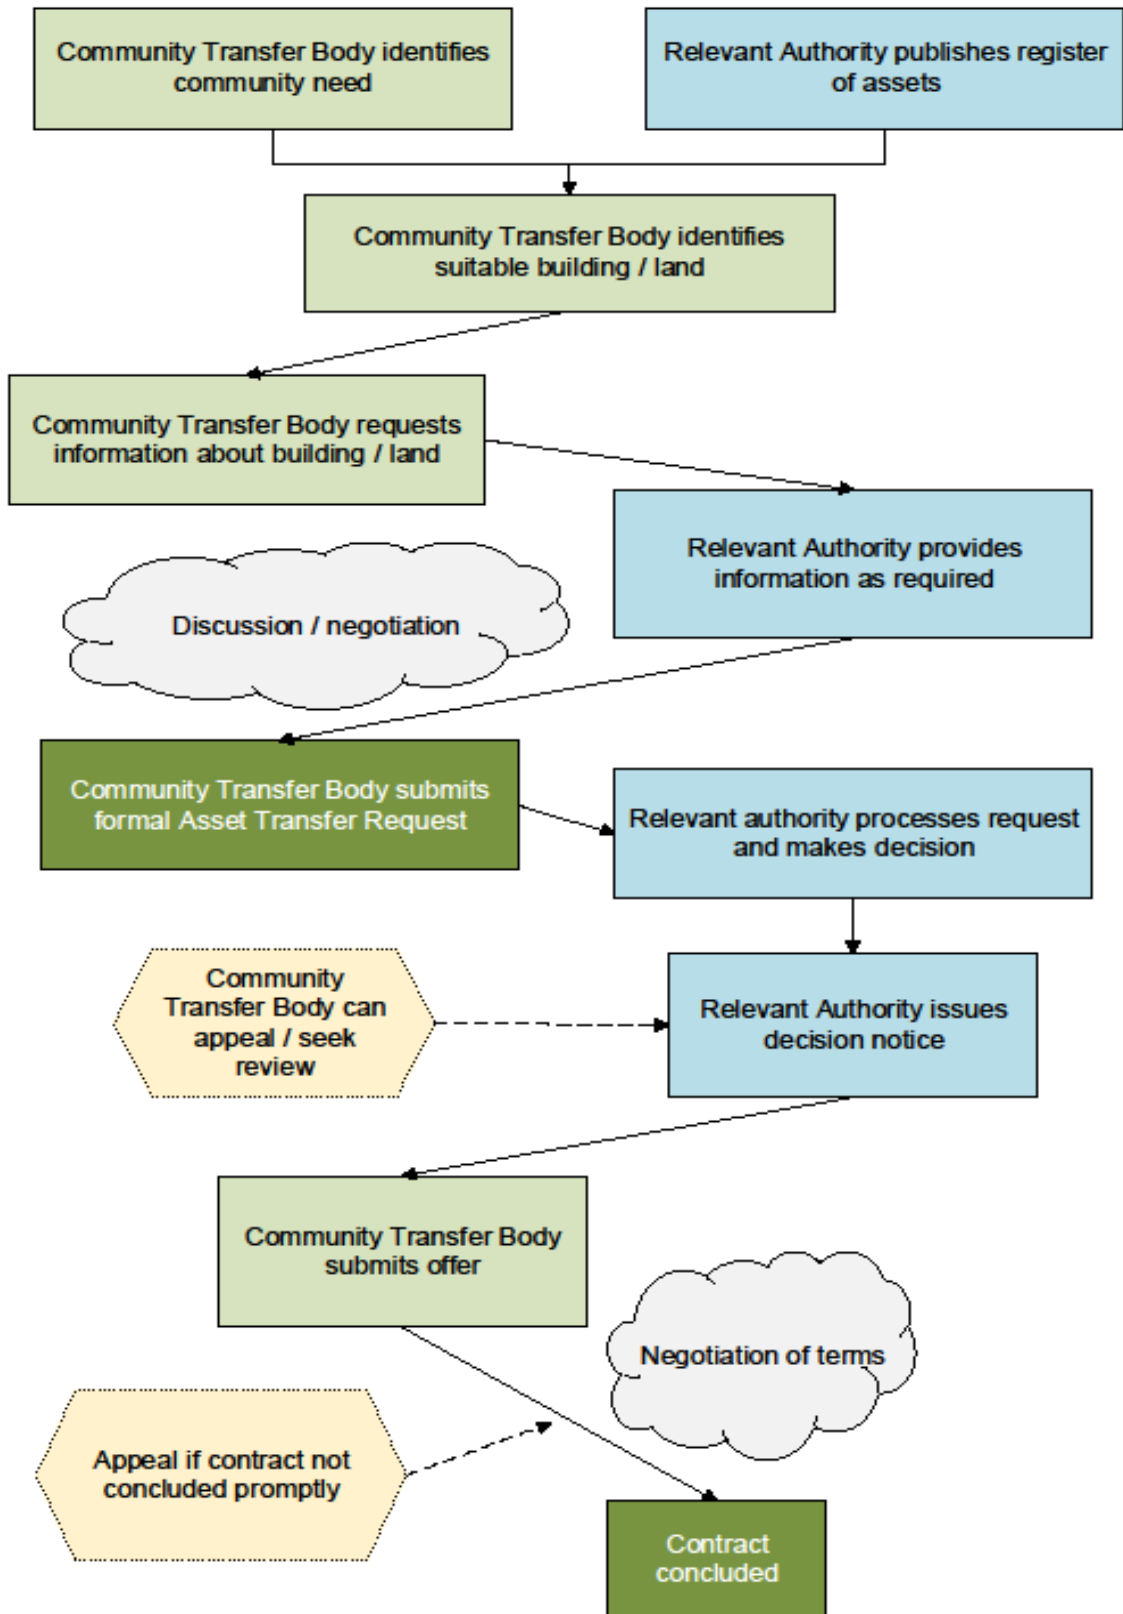 Community Transfer Body identifies
community need
Relevant Authority publishes register
of assets
Community Transfer Body identifies
suitable building / land
Community Transfer Body requests
information about building / land
Relevant Authority provides
information as required
Discussion / negotiation
Community Transfer Body submits
formal Asset Transfer Request
Relevant authority processes request
and makes decision
Community
Transfer Body can
appeal / seek
review
Relevant Authority issues
decision notice
Community Transfer Body
submits offer
Negotiation of terms
Appeal if contract not
concluded promptly
Contract
concluded